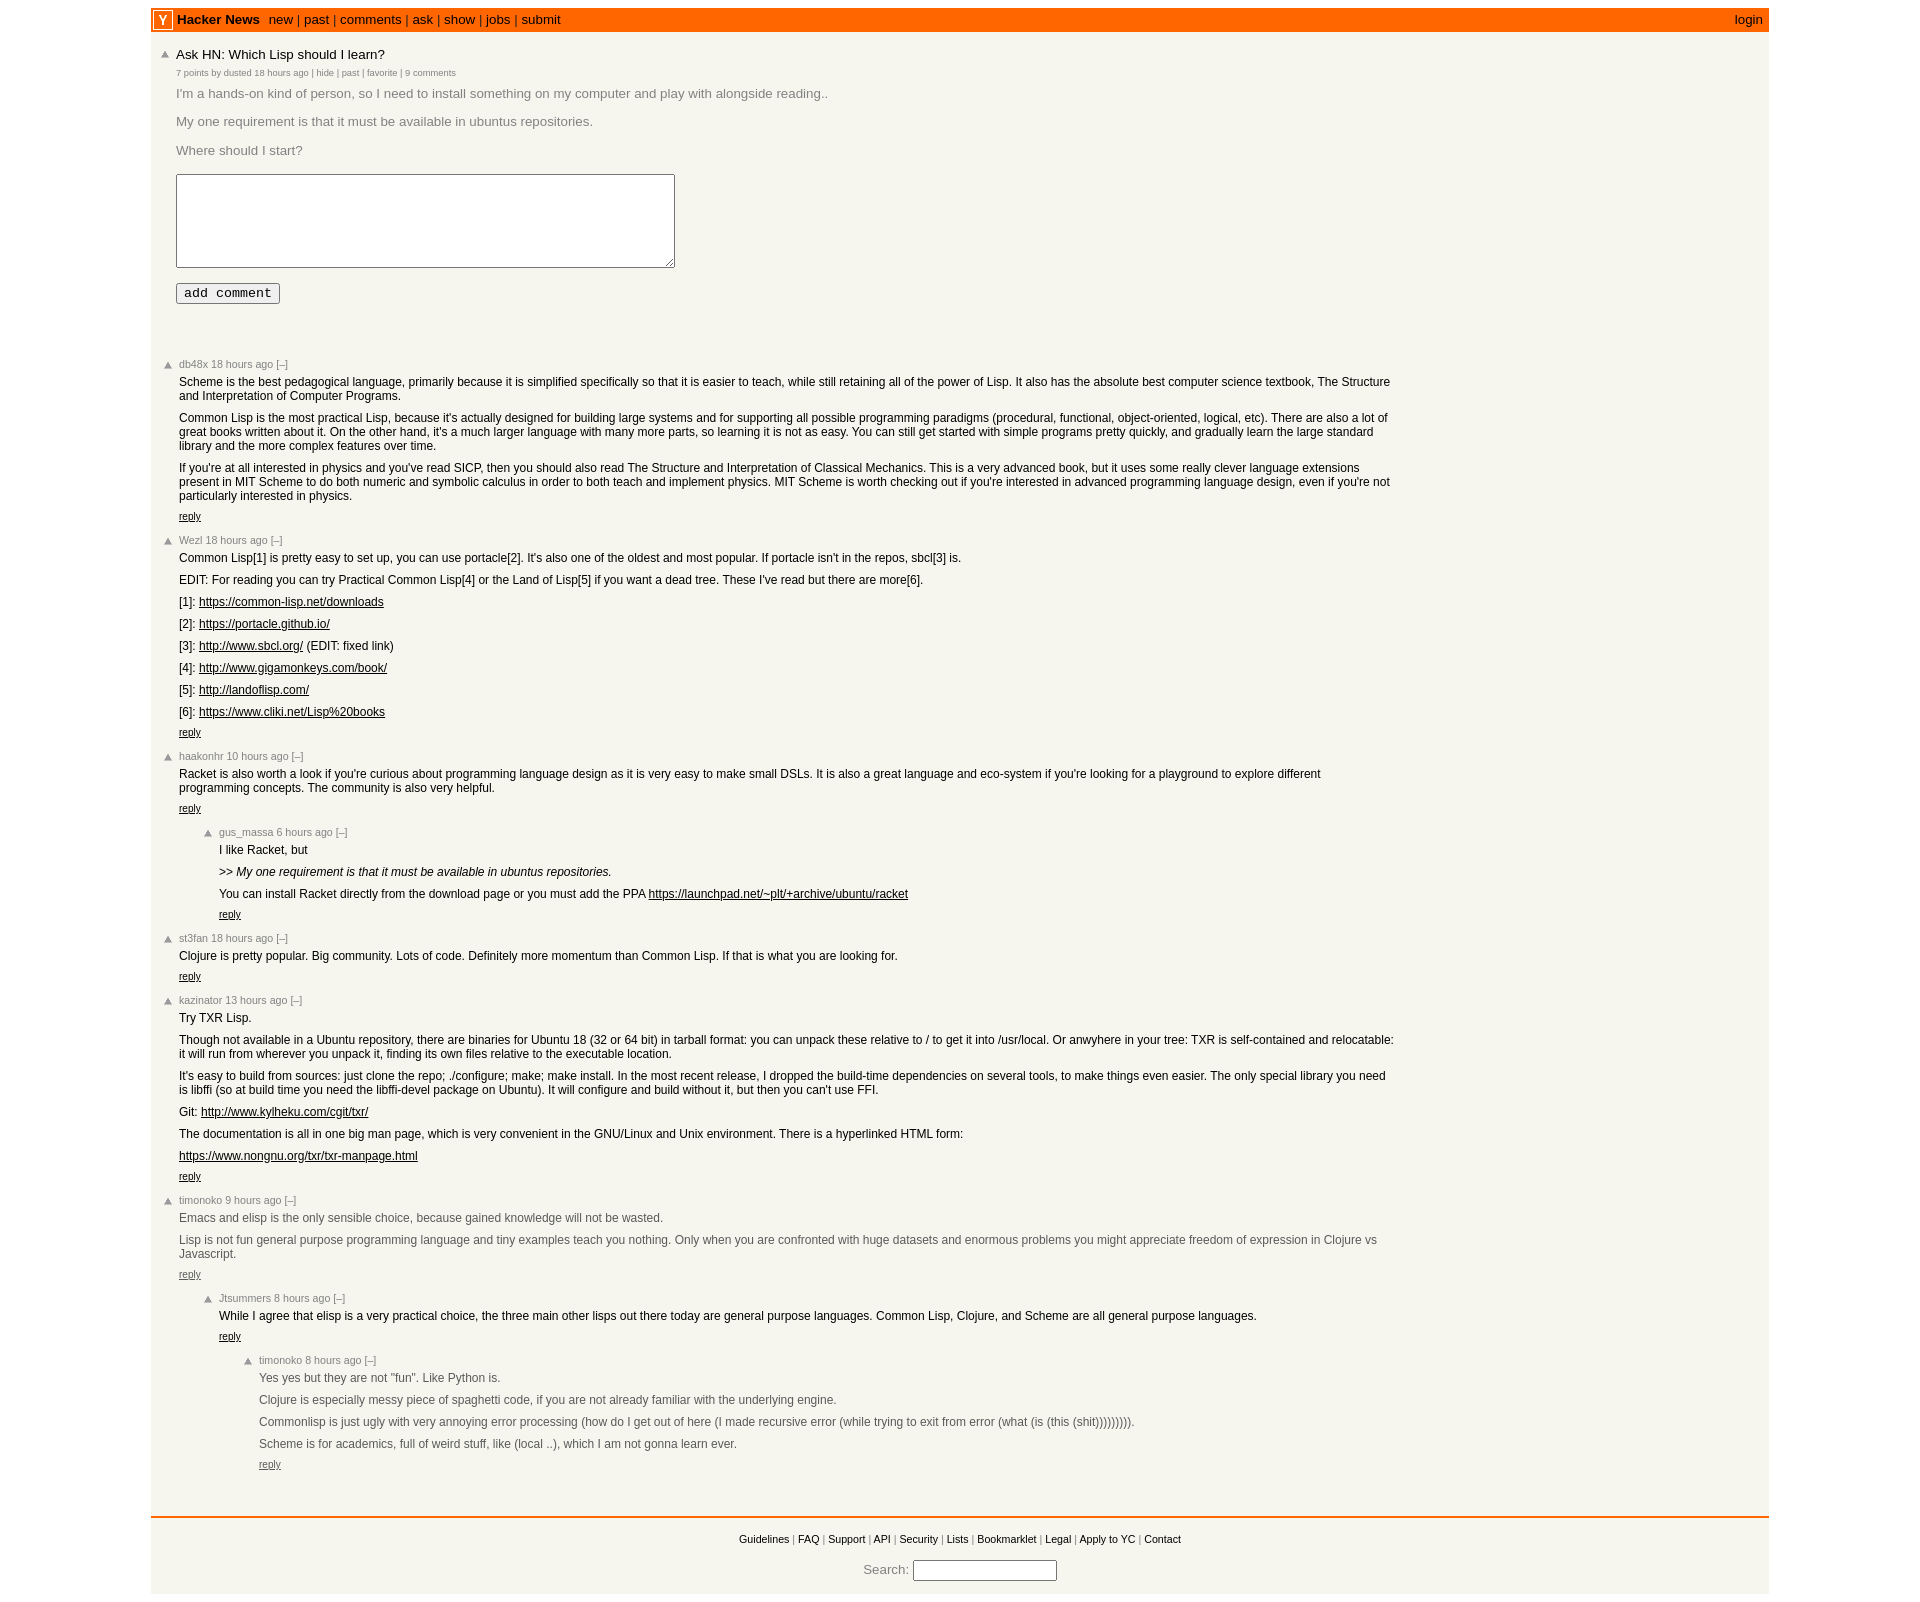 Y Hacker News new | past | comments | ask | show | jobs | submit login
Ask HN: Which Lisp should I learn?
7 points by dusted 18 hours ago | hide | past | favorite | 9 comments
I'm a hands-on kind of person, so I need to install something on my computer and play with alongside reading..
My one requirement is that it must be available in ubuntus repositories.
Where should I start?
add comment
db48x 18 hours ago [–]
Scheme is the best pedagogical language, primarily because it is simplified specifically so that it is easier to teach, while still retaining all of the power of Lisp. It also has the absolute best computer science textbook, The Structure
and Interpretation of Computer Programs.
Common Lisp is the most practical Lisp, because it's actually designed for building large systems and for supporting all possible programming paradigms (procedural, functional, object-oriented, logical, etc). There are also a lot of
great books written about it. On the other hand, it's a much larger language with many more parts, so learning it is not as easy. You can still get started with simple programs pretty quickly, and gradually learn the large standard
library and the more complex features over time.
If you're at all interested in physics and you've read SICP, then you should also read The Structure and Interpretation of Classical Mechanics. This is a very advanced book, but it uses some really clever language extensions
present in MIT Scheme to do both numeric and symbolic calculus in order to both teach and implement physics. MIT Scheme is worth checking out if you're interested in advanced programming language design, even if you're not
particularly interested in physics.
reply
Wezl 18 hours ago [–]
Common Lisp[1] is pretty easy to set up, you can use portacle[2]. It's also one of the oldest and most popular. If portacle isn't in the repos, sbcl[3] is.
EDIT: For reading you can try Practical Common Lisp[4] or the Land of Lisp[5] if you want a dead tree. These I've read but there are more[6].
[1]: https://common-lisp.net/downloads
[2]: https://portacle.github.io/
[3]: http://www.sbcl.org/ (EDIT: fixed link)
[4]: http://www.gigamonkeys.com/book/
[5]: http://landoflisp.com/
[6]: https://www.cliki.net/Lisp%20books
reply
haakonhr 10 hours ago [–]
Racket is also worth a look if you're curious about programming language design as it is very easy to make small DSLs. It is also a great language and eco-system if you're looking for a playground to explore different
programming concepts. The community is also very helpful.
reply
gus_massa 6 hours ago [–]
I like Racket, but
>> My one requirement is that it must be available in ubuntus repositories.
You can install Racket directly from the download page or you must add the PPA https://launchpad.net/~plt/+archive/ubuntu/racket
reply
st3fan 18 hours ago [–]
Clojure is pretty popular. Big community. Lots of code. Definitely more momentum than Common Lisp. If that is what you are looking for.
reply
kazinator 13 hours ago [–]
Try TXR Lisp.
Though not available in a Ubuntu repository, there are binaries for Ubuntu 18 (32 or 64 bit) in tarball format: you can unpack these relative to / to get it into /usr/local. Or anwyhere in your tree: TXR is self-contained and relocatable:
it will run from wherever you unpack it, finding its own files relative to the executable location.
It's easy to build from sources: just clone the repo; ./configure; make; make install. In the most recent release, I dropped the build-time dependencies on several tools, to make things even easier. The only special library you need
is libffi (so at build time you need the libffi-devel package on Ubuntu). It will configure and build without it, but then you can't use FFI.
Git: http://www.kylheku.com/cgit/txr/
The documentation is all in one big man page, which is very convenient in the GNU/Linux and Unix environment. There is a hyperlinked HTML form:
https://www.nongnu.org/txr/txr-manpage.html
reply
timonoko 9 hours ago [–]
Emacs and elisp is the only sensible choice, because gained knowledge will not be wasted.
Lisp is not fun general purpose programming language and tiny examples teach you nothing. Only when you are confronted with huge datasets and enormous problems you might appreciate freedom of expression in Clojure vs
Javascript.
reply
Jtsummers 8 hours ago [–]
While I agree that elisp is a very practical choice, the three main other lisps out there today are general purpose languages. Common Lisp, Clojure, and Scheme are all general purpose languages.
reply
timonoko 8 hours ago [–]
Yes yes but they are not "fun". Like Python is.
Clojure is especially messy piece of spaghetti code, if you are not already familiar with the underlying engine.
Commonlisp is just ugly with very annoying error processing (how do I get out of here (I made recursive error (while trying to exit from error (what (is (this (shit))))))))).
Scheme is for academics, full of weird stuff, like (local ..), which I am not gonna learn ever.
reply
Guidelines | FAQ | Support | API | Security | Lists | Bookmarklet | Legal | Apply to YC | Contact
Search: